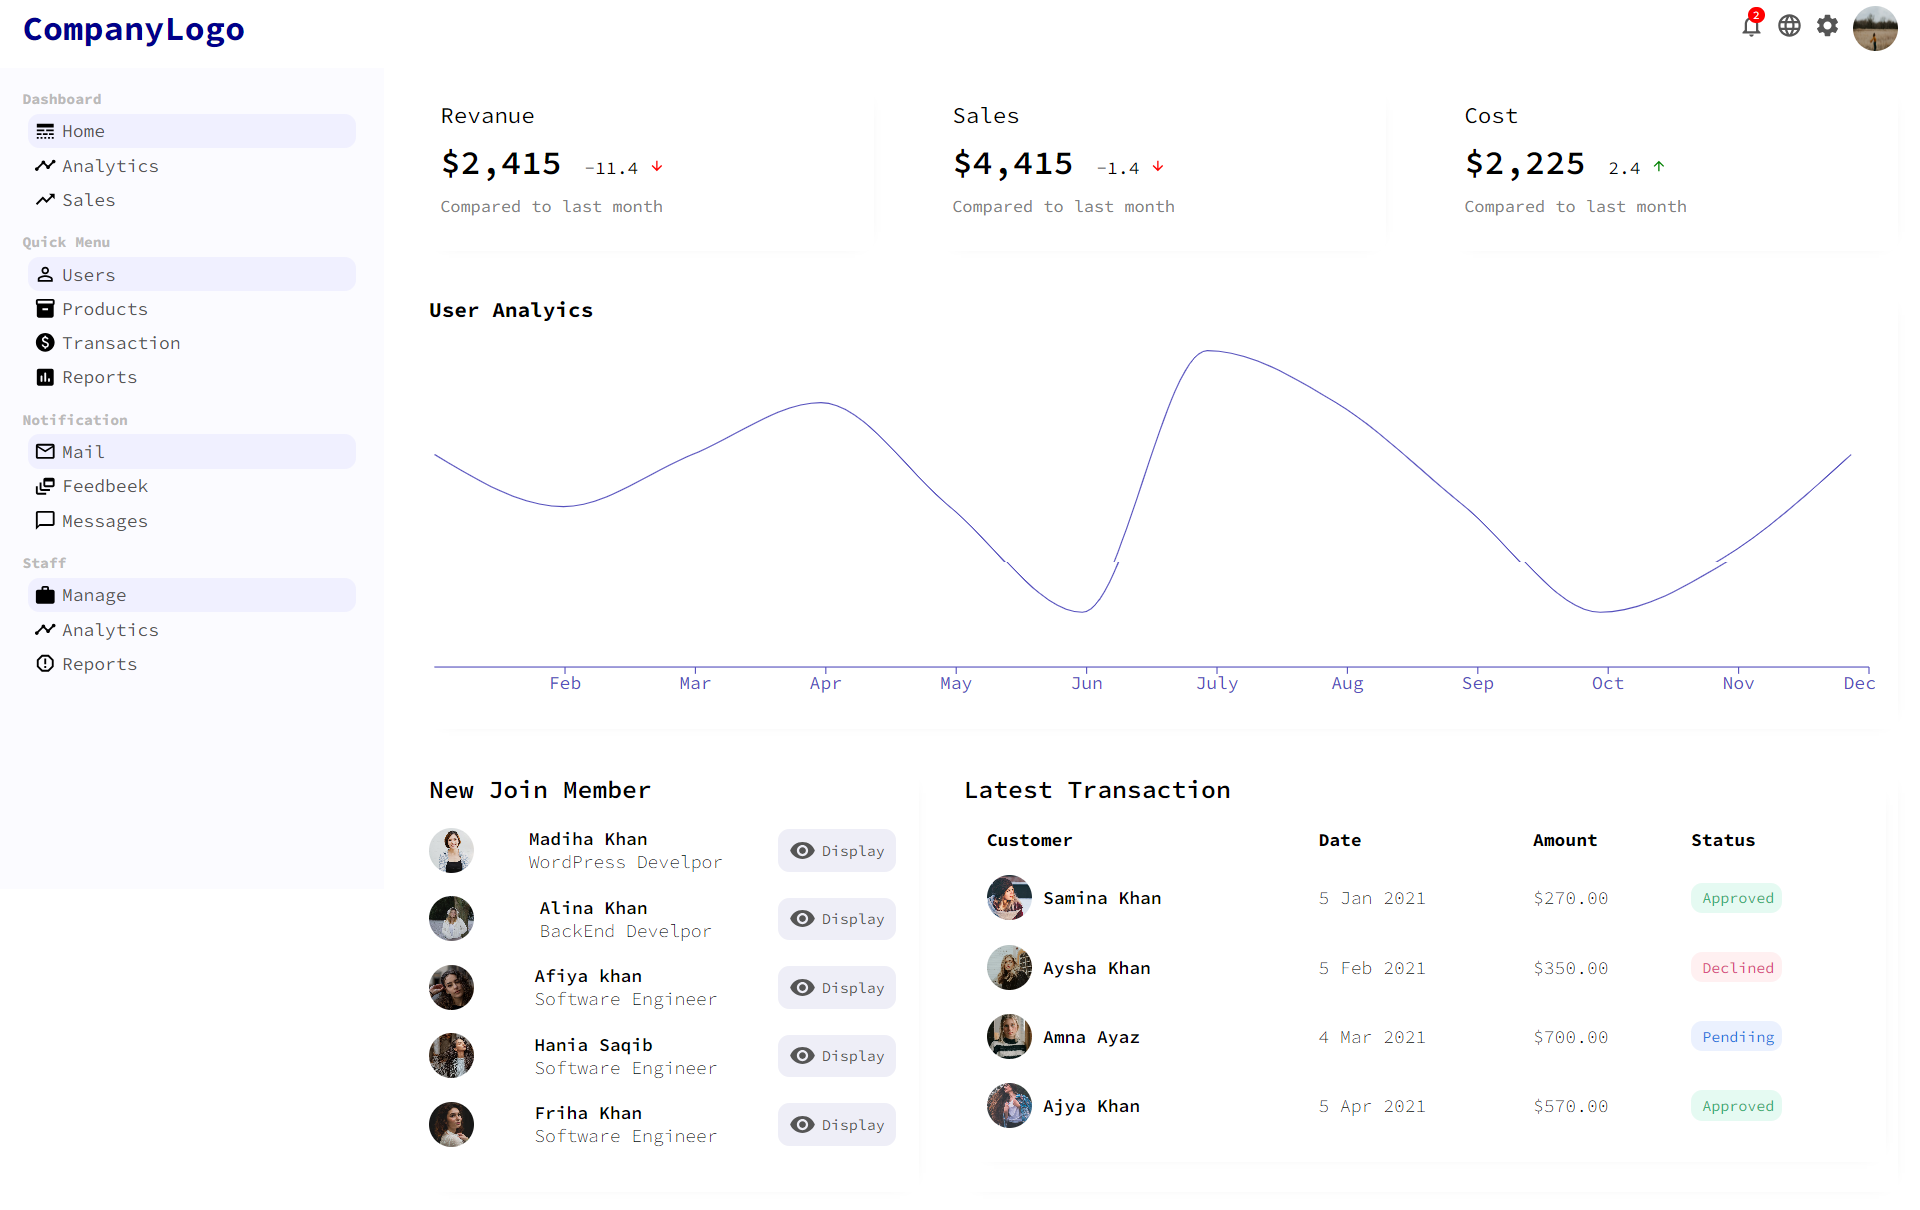 CompanyLogo
2
Dashboard
Home
Analytics
Sales
Quick Menu
Users
Products
Transaction
Reports
Notification
Mail
Feedbeek
Messages
Staff
Manage
Analytics
Reports
Revanue
$2,415 -11.4
Compared to last month
Sales
$4,415 -1.4
Compared to last month
Cost
$2,225 2.4
Compared to last month
User Analyics
Feb Mar Apr May Jun July Aug Sep Oct Nov Dec
New Join Member
Madiha Khan
WordPress Develpor
Display
Alina Khan
BackEnd Develpor
Display
Afiya khan
Software Engineer
Display
Hania Saqib
Software Engineer
Display
Friha Khan
Software Engineer
Display
Latest Transaction
Customer Date Amount Status
Samina Khan 5 Jan 2021 $270.00 Approved
Aysha Khan 5 Feb 2021 $350.00 Declined
Amna Ayaz 4 Mar 2021 $700.00 Pendiing
Ajya Khan 5 Apr 2021 $570.00 Approved